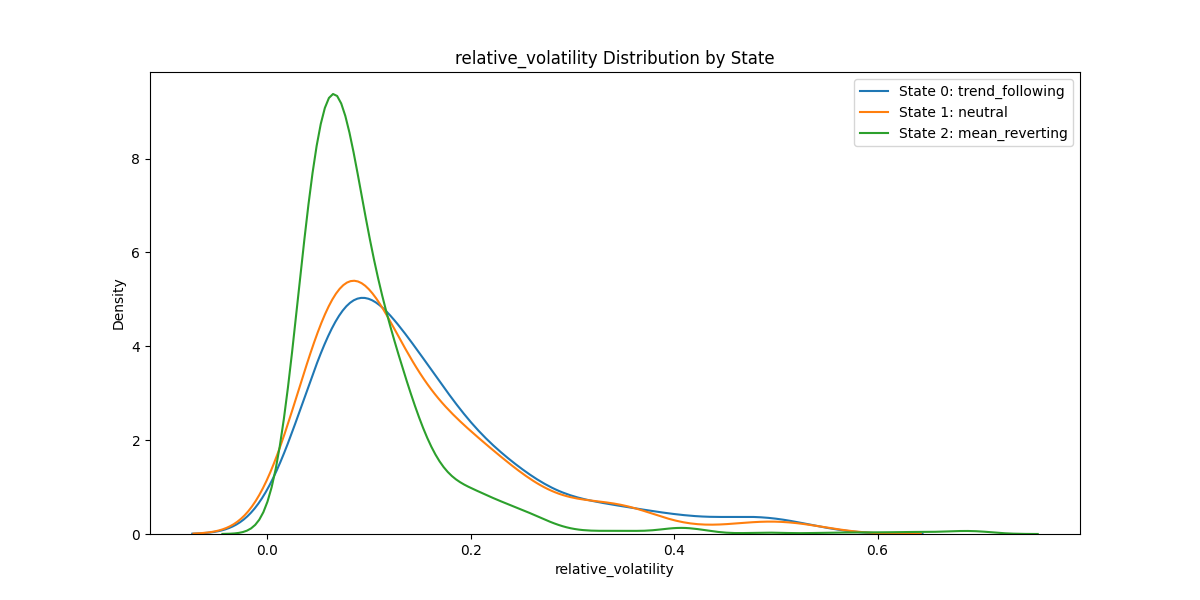 relative_volatility Distribution by State
State 0: trend_following
State 1: neutral
State 2: mean_reverting
Density
8
6
4
2
0
0.0 0.2 0.4 0.6
relative_volatility